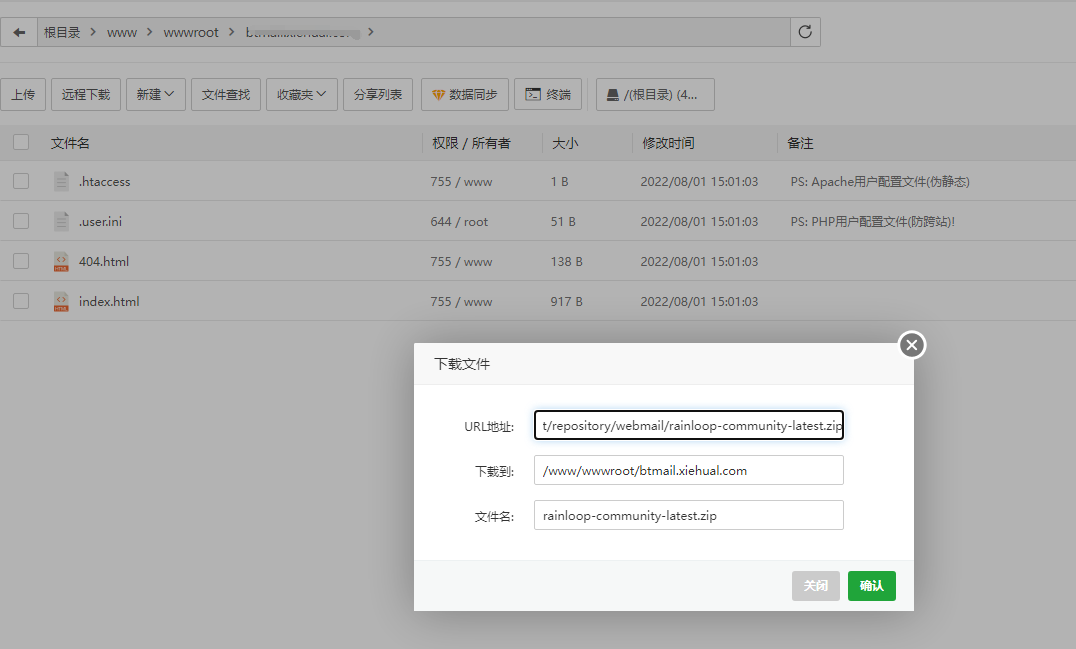 根目录 > www > wwwroot > >
上传 远程下载 新建 文件查找 收藏夹 分享列表 数据同步 终端 /(根目录) (4...
文件名 权限 / 所有者 大小 修改时间 备注
.htaccess 755 / www 1 B 2022/08/01 15:01:03 PS: Apache用户配置文件(伪静态)
.user.ini 644 / root 51 B 2022/08/01 15:01:03 PS: PHP用户配置文件(防跨站)!
404.html 755 / www 138 B 2022/08/01 15:01:03
index.html 755 / www 917 B 2022/08/01 15:01:03
下载文件
URL地址: t/repository/webmail/rainloop-community-latest.zip
下载到: /www/wwwroot/btmail.xiehual.com
文件名: rainloop-community-latest.zip
关闭 确认